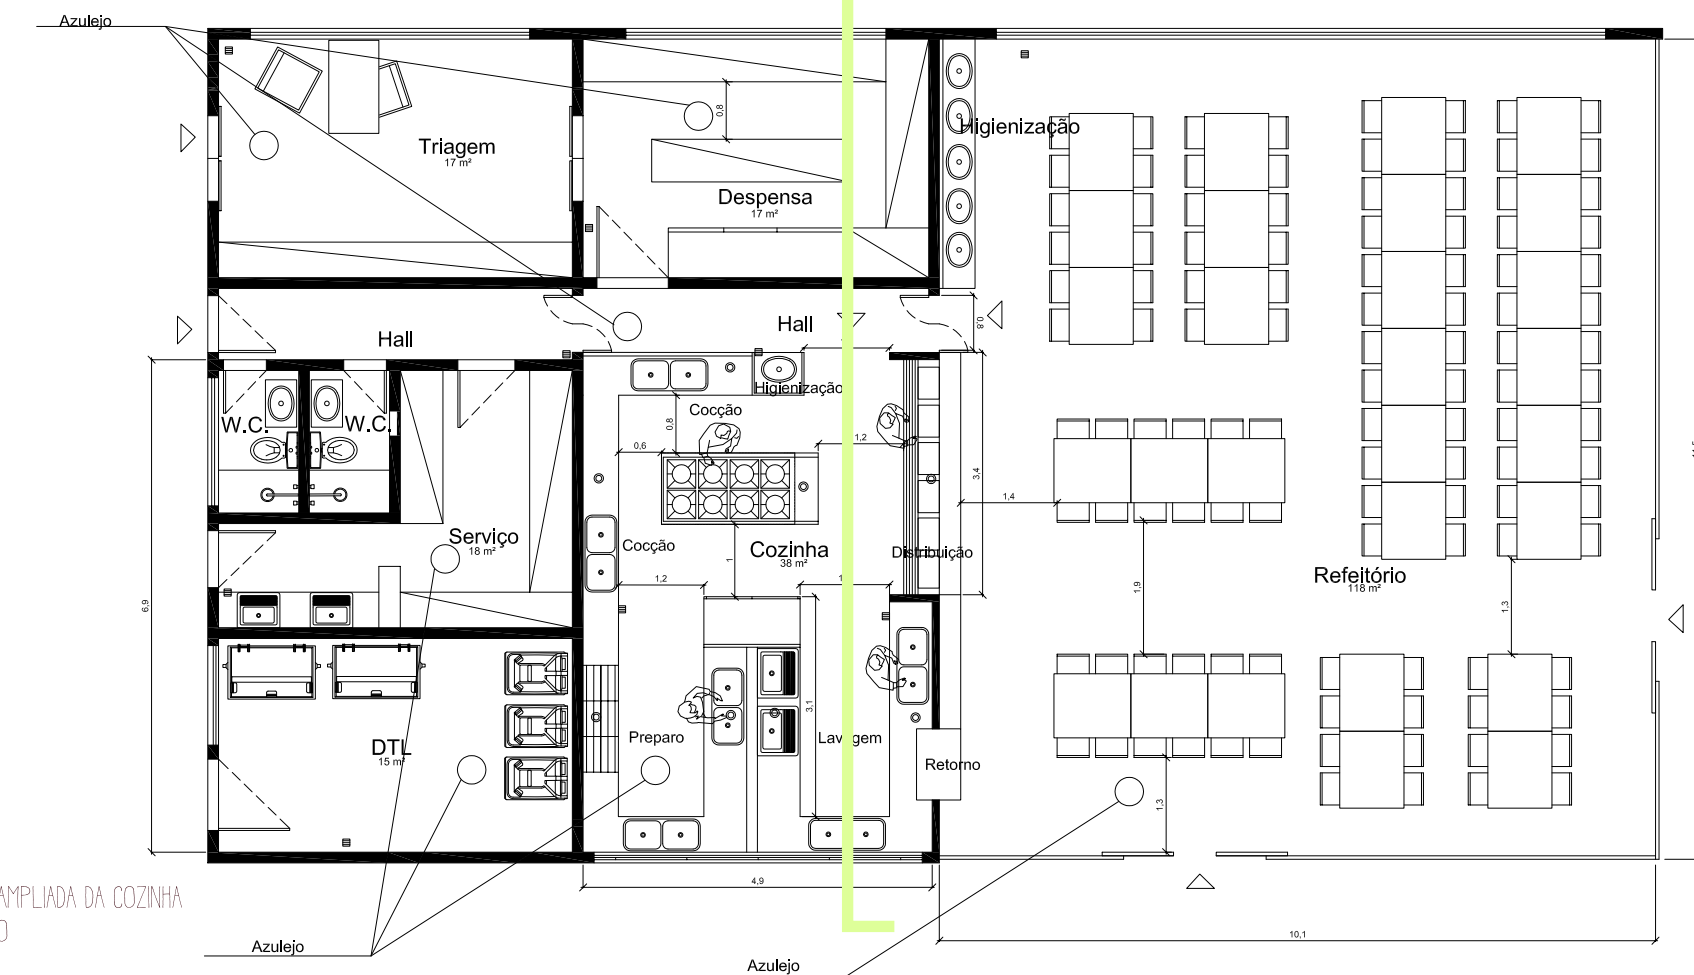 Azulejo
0,8
Triagem
17 m²
Higienização
Despensa
17 m²
Hall
Hall
0,8
Higienização
Cocção
W.C.
W.C.
0,8
0,6
1,2
3,4
1,4
Serviço
18 m²
Cocção
Cozinha
38 m²
Distribuição
1
1,2
Refeitório
118 m²
1,9
1,3
6,9
3,1
DTL
15 m²
Preparo
Lavagem
Retorno
1,3
4,9
AMPLIADA DA COZINHA
10,1
Azulejo
Azulejo